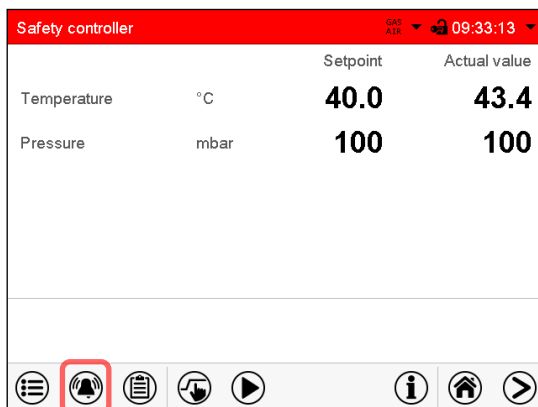 Safety controller GAS AIR 09:33:13
Setpoint Actual value
Temperature °C 40.0 43.4
Pressure mbar 100 100
i